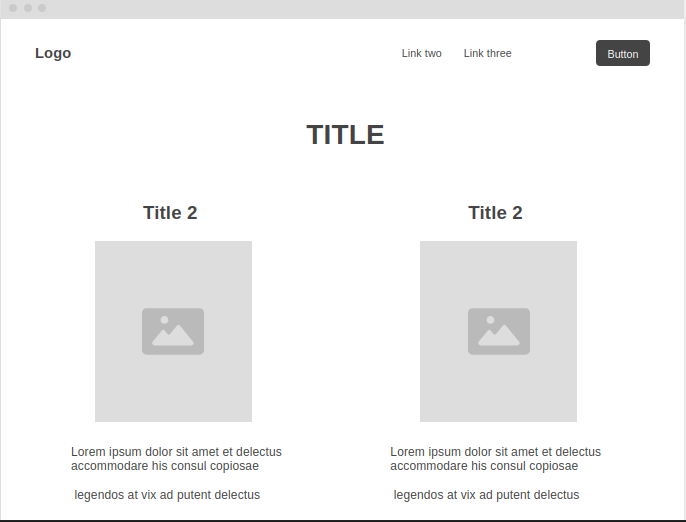 Logo
Link two
Link three
Button
TITLE
Title 2
Title 2
Lorem ipsum dolor sit amet et delectus
accommodare his consul copiosae
legendos at vix ad putent delectus
Lorem ipsum dolor sit amet et delectus
accommodare his consul copiosae
legendos at vix ad putent delectus